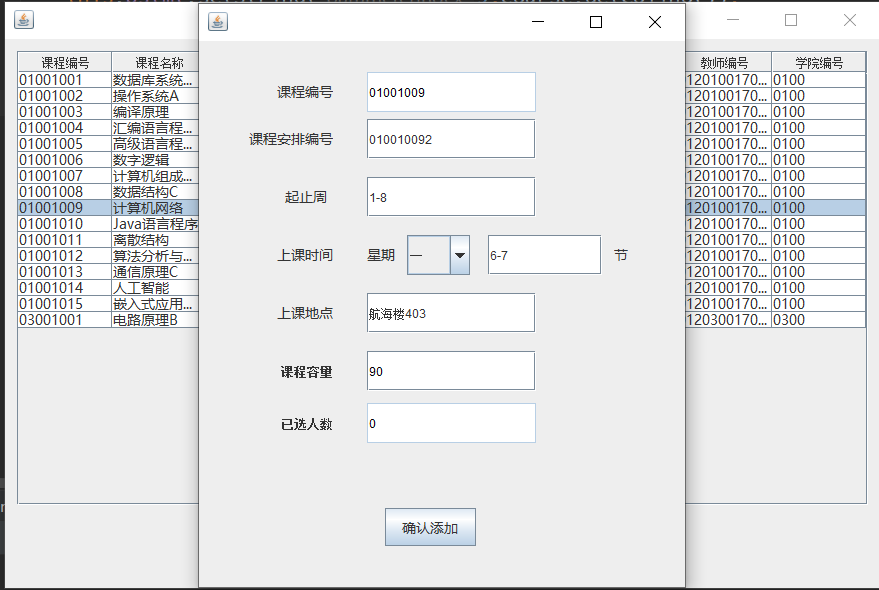 课程编号 课程名称 教师编号 学院编号
01001001 数据库系统... 120100170... 0100
01001002 操作系统A 120100170... 0100
01001003 编译原理 120100170... 0100
01001004 汇编语言程... 120100170... 0100
01001005 高级语言程... 120100170... 0100
01001006 数字逻辑 120100170... 0100
01001007 计算机组成... 120100170... 0100
01001008 数据结构C 120100170... 0100
01001009 计算机网络 120100170... 0100
01001010 Java语言程序 120100170... 0100
01001011 离散结构 120100170... 0100
01001012 算法分析与... 120100170... 0100
01001013 通信原理C 120100170... 0100
01001014 人工智能 120100170... 0100
01001015 嵌入式应用... 120100170... 0100
03001001 电路原理B 120300170... 0300
课程编号 01001009
课程安排编号 010010092
起止周 1-8
上课时间 星期 一 6-7 节
上课地点 航海楼403
课程容量 90
已选人数 0
确认添加